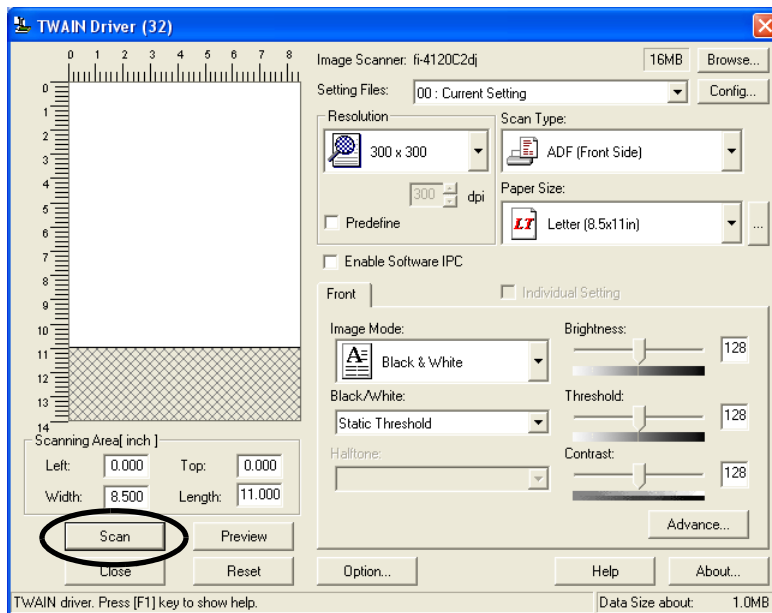 TWAIN Driver (32)
0 1 2 3 4 5 6 7 8
0
1
2
3
4
5
6
7
8
9
10
11
12
13
14
Scanning Area[ inch ]
Left: 0.000 Top: 0.000
Width: 8.500 Length: 11.000
Scan Preview
Close Reset
Image Scanner: fi-4120C2dj 16MB Browse...
Setting Files: 00 : Current Setting Config...
Resolution
300 x 300
300 dpi
Predefine
Scan Type:
ADF (Front Side)
Paper Size:
LT Letter (8.5x11in) ...
Enable Software IPC
Front Individual Setting
Image Mode:
A Black & White
Black/White:
Static Threshold
Halftone:
Brightness:
128
Threshold:
128
Contrast:
128
Advance...
Option... Help About...
TWAIN driver. Press [F1] key to show help. Data Size about: 1.0MB